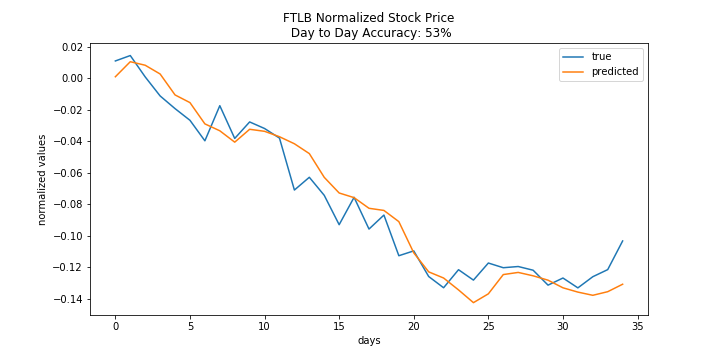 FTLB Normalized Stock Price
Day to Day Accuracy: 53%
true
predicted
normalized values
0.02
0.00
−0.02
−0.04
−0.06
−0.08
−0.10
−0.12
−0.14
0 5 10 15 20 25 30 35
days